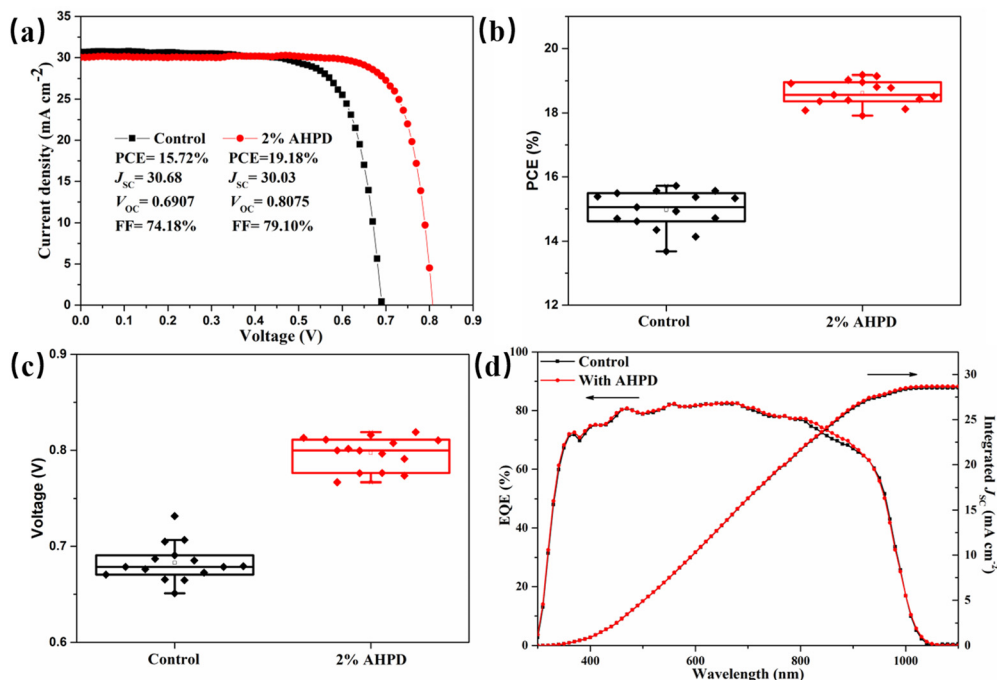 (a)
35
30
25
20
15
10
5
0
Current density (mA cm⁻²)
Control 2% AHPD
PCE= 15.72% PCE=19.18%
J_SC = 30.68 J_SC = 30.03
V_OC = 0.6907 V_OC = 0.8075
FF= 74.18% FF= 79.10%
0.0 0.1 0.2 0.3 0.4 0.5 0.6 0.7 0.8 0.9
Voltage (V)
(b)
20
18
16
14
12
PCE (%)
Control 2% AHPD
(c)
0.9
0.8
0.7
0.6
Voltage (V)
Control 2% AHPD
(d)
100
80
60
40
20
0
EQE (%)
Control
With AHPD
30
25
20
15
10
5
0
Integrated J_SC (mA cm⁻²)
400 600 800 1000
Wavelength (nm)